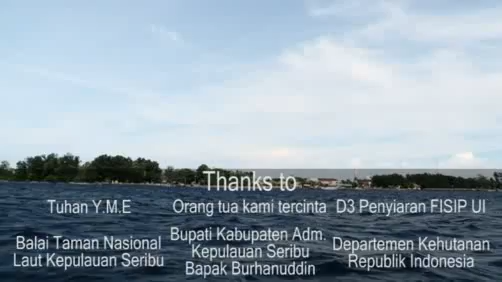 Thanks to
Tuhan Y.M.E
Orang tua kami tercinta
D3 Penyiaran FISIP UI
Balai Taman Nasional
Laut Kepulauan Seribu
Bupati Kabupaten Adm.
Kepulauan Seribu
Bapak Burhanuddin
Departemen Kehutanan
Republik Indonesia